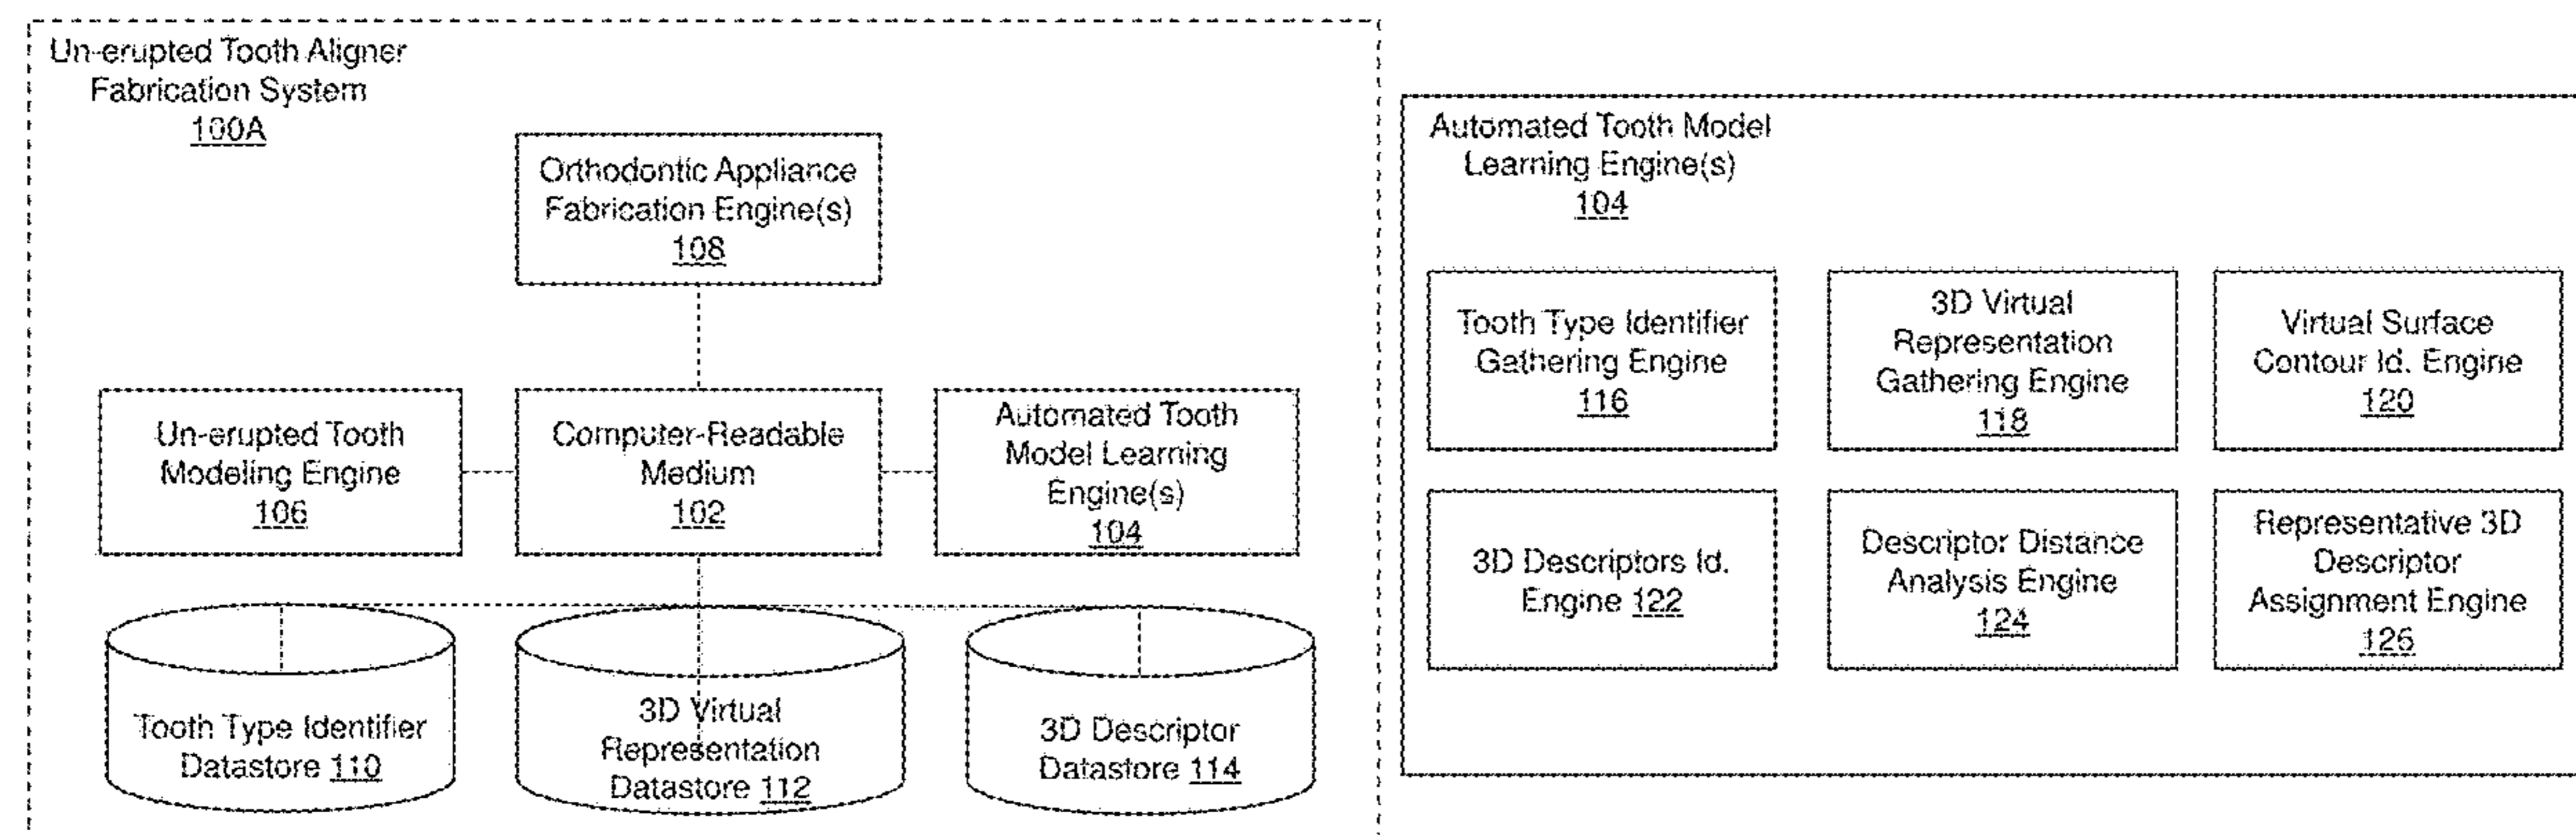 Un-erupted Tooth Aligner
Fabrication System
100A
Orthodontic Appliance
Fabrication Engine(s)
108
Un-erupted Tooth
Modeling Engine
106
Computer-Readable
Medium
102
Automated Tooth
Model Learning
Engine(s)
104
Tooth Type Identifier
Datastore 110
3D Virtual
Representation
Datastore 112
3D Descriptor
Datastore 114
Automated Tooth Model
Learning Engine(s)
104
Tooth Type Identifier
Gathering Engine
116
3D Virtual
Representation
Gathering Engine
118
Virtual Surface
Contour Id. Engine
120
3D Descriptors Id.
Engine 122
Descriptor Distance
Analysis Engine
124
Representative 3D
Descriptor
Assignment Engine
126